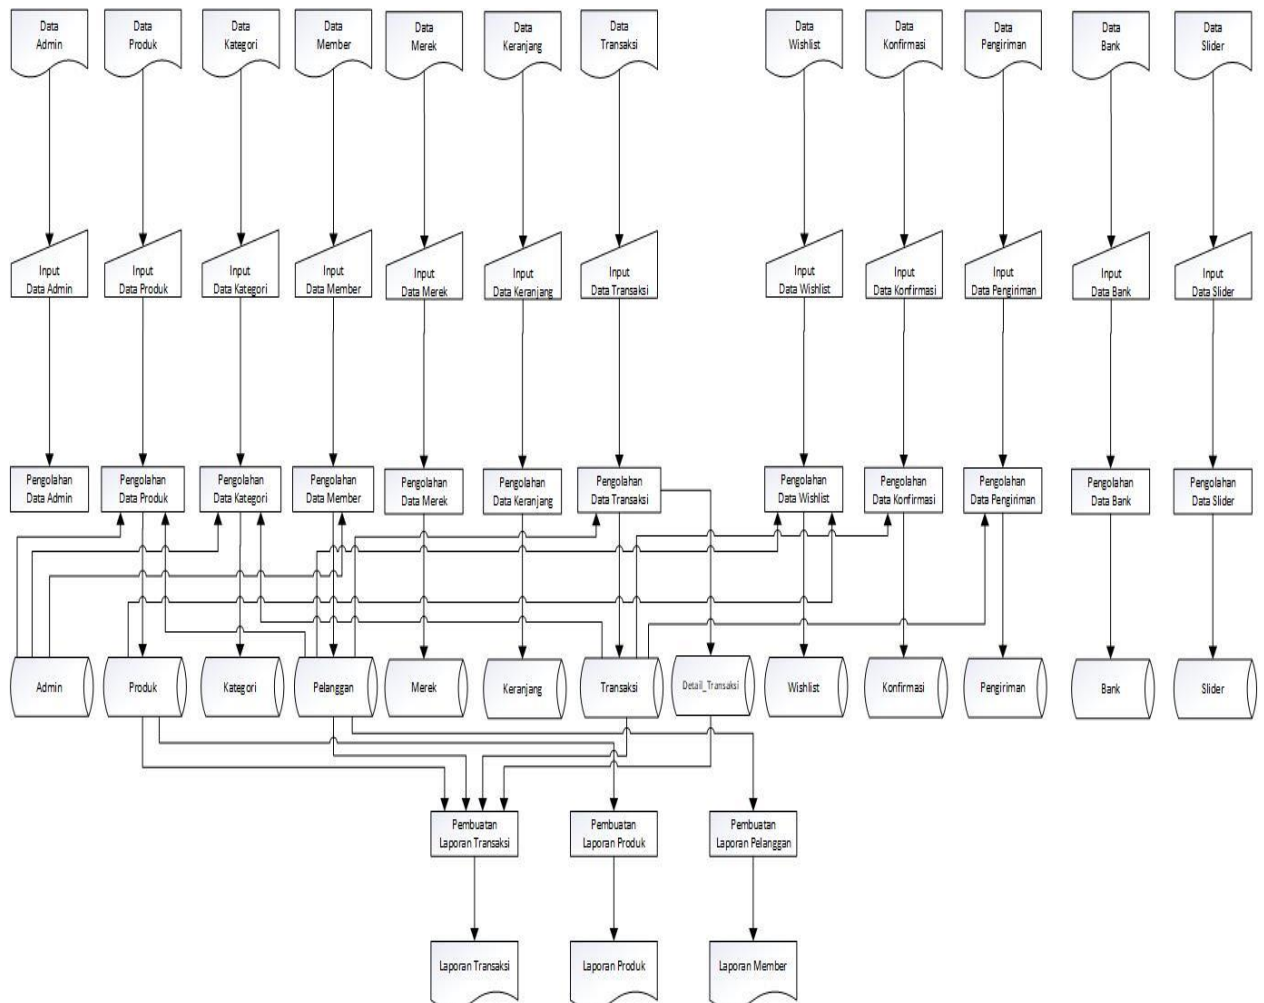 Data
Admin
Data
Produk
Data
Kategori
Data
Member
Data
Merek
Data
Keranjang
Data
Transaksi
Data
Wishlist
Data
Konfirmasi
Data
Pengiriman
Data
Bank
Data
Slider
Input
Data Admin
Input
Data Produk
Input
Data Kategori
Input
Data Member
Input
Data Merek
Input
Data Keranjang
Input
Data Transaksi
Input
Data Wishlist
Input
Data Konfirmasi
Input
Data Pengiriman
Input
Data Bank
Input
Data Slider
Pengolahan
Data Admin
Pengolahan
Data Produk
Pengolahan
Data Kategori
Pengolahan
Data Member
Pengolahan
Data Merek
Pengolahan
Data Keranjang
Pengolahan
Data Transaksi
Pengolahan
Data Wishlist
Pengolahan
Data Konfirmasi
Pengolahan
Data Pengiriman
Pengolahan
Data Bank
Pengolahan
Data Slider
Admin
Produk
Kategori
Pelanggan
Merek
Keranjang
Transaksi
Detail_Transaksi
Wishlist
Konfirmasi
Pengiriman
Bank
Slider
Pembuatan
Laporan Transaksi
Pembuatan
Laporan Produk
Pembuatan
Laporan Pelanggan
Laporan Transaksi
Laporan Produk
Laporan Member